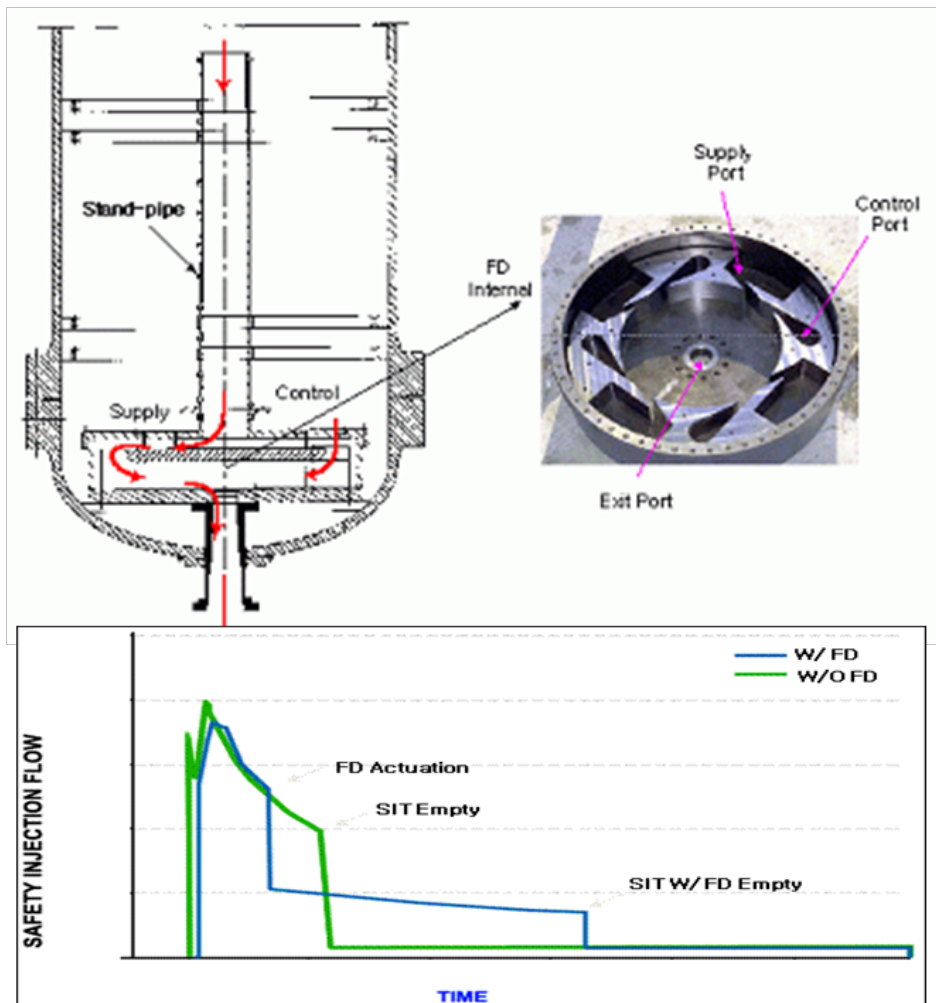 Stand-pipe
Supply
Control
FD
Internal
Supply
Port
Control
Port
Exit Port
W/ FD
W/O FD
SAFETY INJECTION FLOW
FD Actuation
SIT Empty
SIT W/FD Empty
TIME